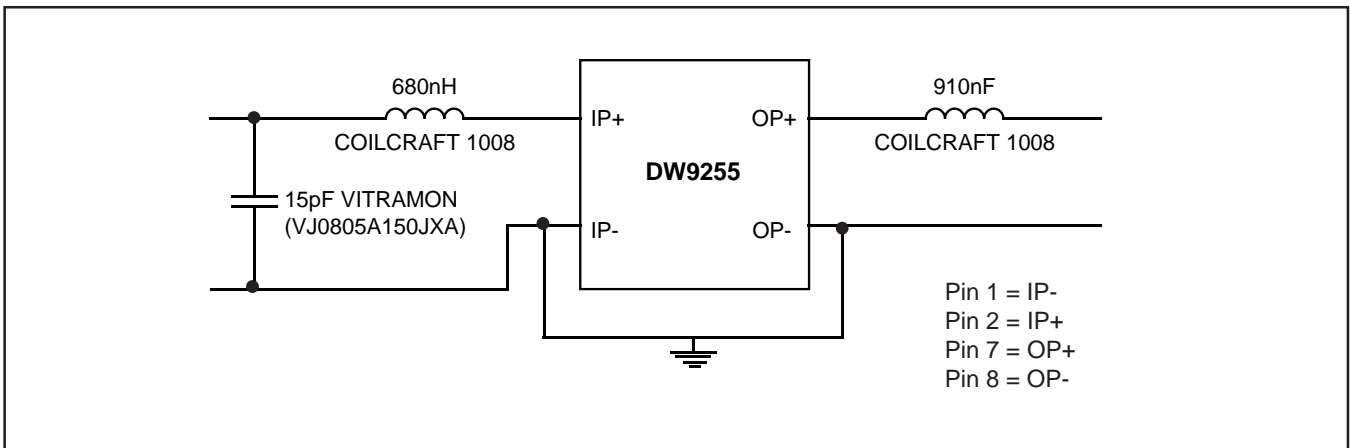 680nH
COILCRAFT 1008
910nF
COILCRAFT 1008
IP+
OP+
DW9255
15pF VITRAMON
(VJ0805A150JXA)
IP-
OP-
Pin 1 = IP-
Pin 2 = IP+
Pin 7 = OP+
Pin 8 = OP-